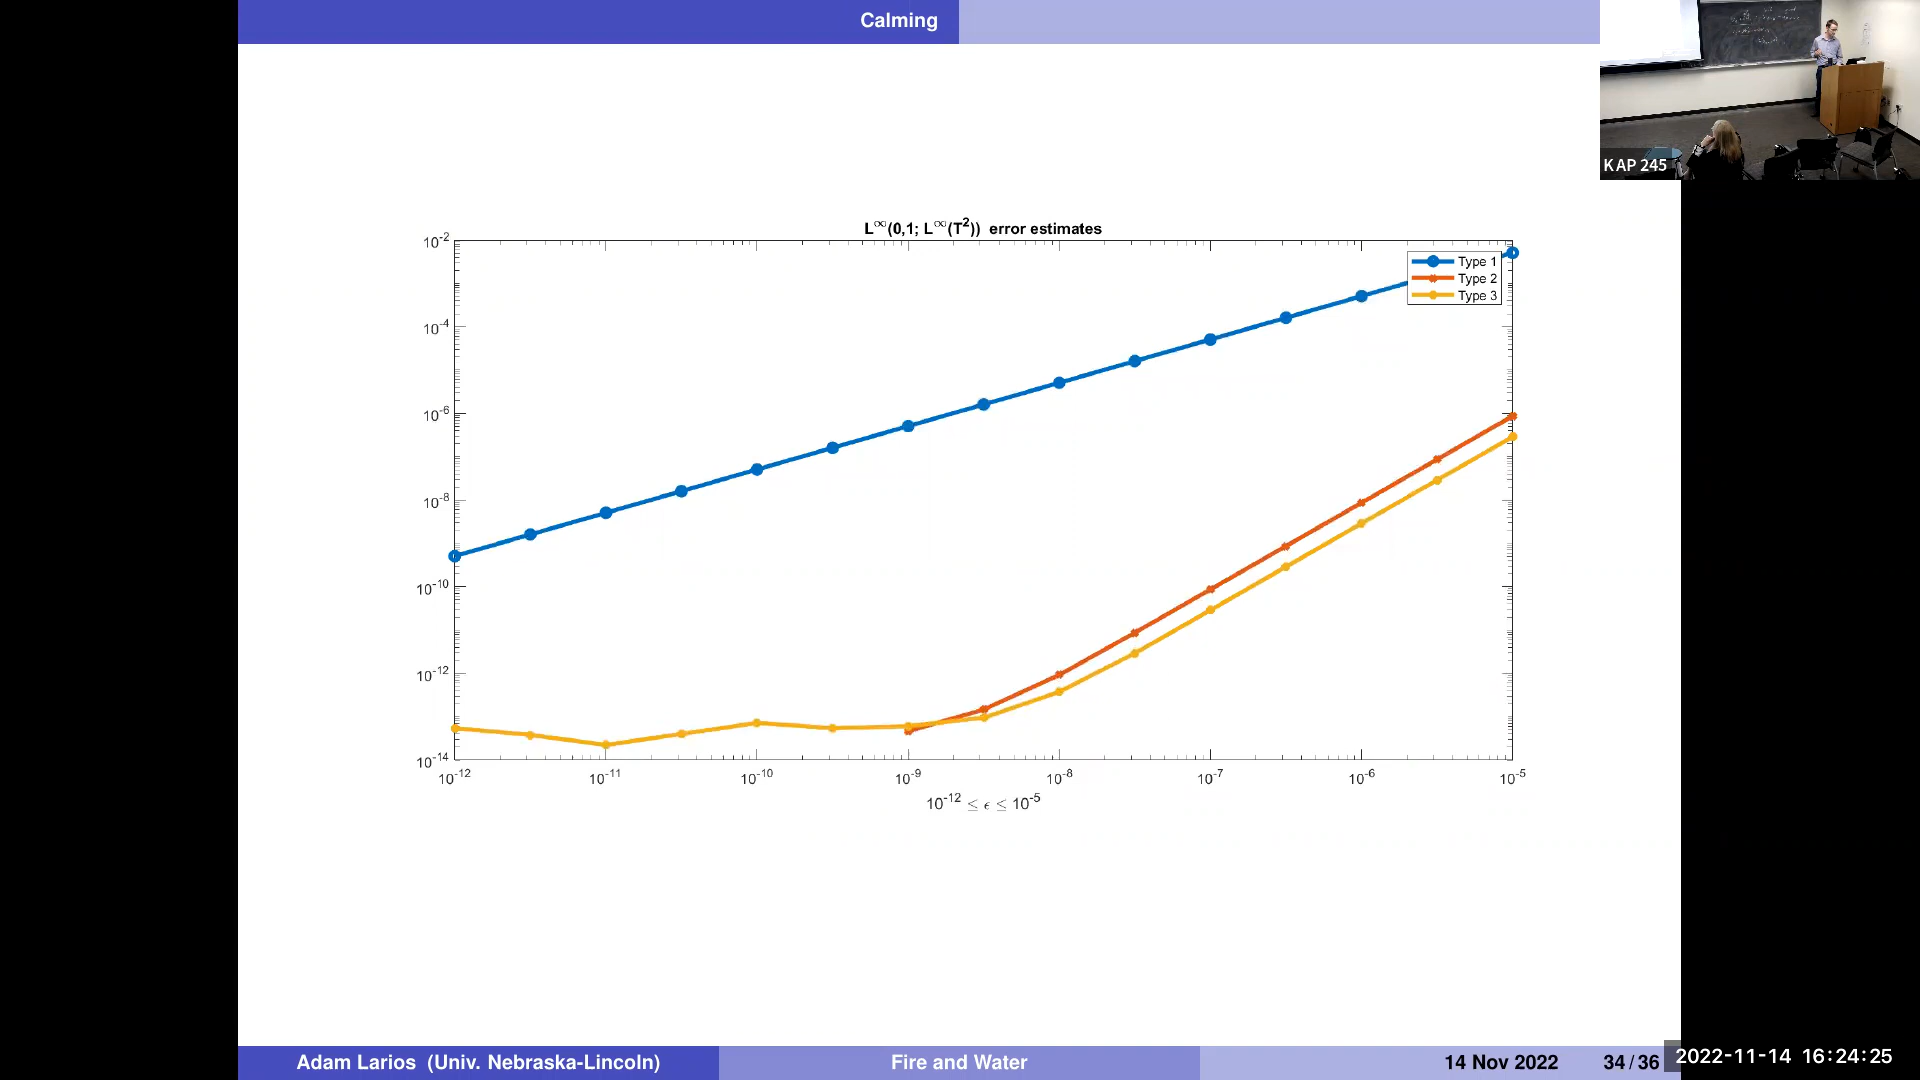 Calming
KAP 245
L^∞(0,1; L^∞(T^2)) error estimates
Type 1
Type 2
Type 3
10^-2
10^-4
10^-6
10^-8
10^-10
10^-12
10^-14
10^-12 10^-11 10^-10 10^-9 10^-8 10^-7 10^-6 10^-5
10^-12 ≤ ϵ ≤ 10^-5
Adam Larios (Univ. Nebraska-Lincoln) Fire and Water 14 Nov 2022 34 / 36
2022-11-14 16:24:25